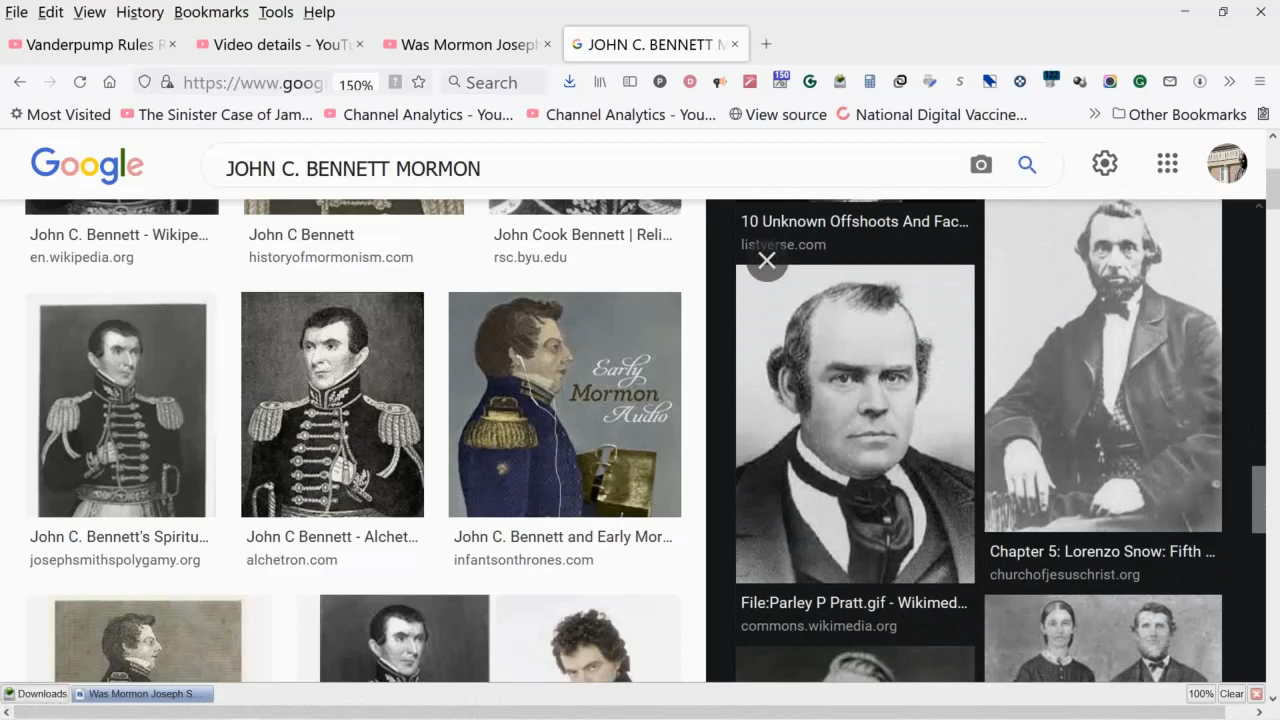 File Edit View History Bookmarks Tools Help
Vanderpump Rules R
Video details - YouT
Was Mormon Joseph
JOHN C. BENNETT M
https://www.goog
150%
Search
Most Visited
The Sinister Case of Jam...
Channel Analytics - You...
Channel Analytics - You...
View source
National Digital Vaccine...
Other Bookmarks
Google
JOHN C. BENNETT MORMON
John C. Bennett - Wikipe...
en.wikipedia.org
John C Bennett
historyofmormonism.com
John Cook Bennett | Reli...
rsc.byu.edu
10 Unknown Offshoots And Fac...
listverse.com
Early
Mormon
Audio
John C. Bennett's Spiritu...
josephsmithspolygamy.org
John C Bennett - Alchet...
alchetron.com
John C. Bennett and Early Mor...
infantsonthrones.com
Chapter 5: Lorenzo Snow: Fifth ...
churchofjesuschrist.org
File:Parley P Pratt.gif - Wikimed...
commons.wikimedia.org
Downloads
Was Mormon Joseph S...
100%
Clear